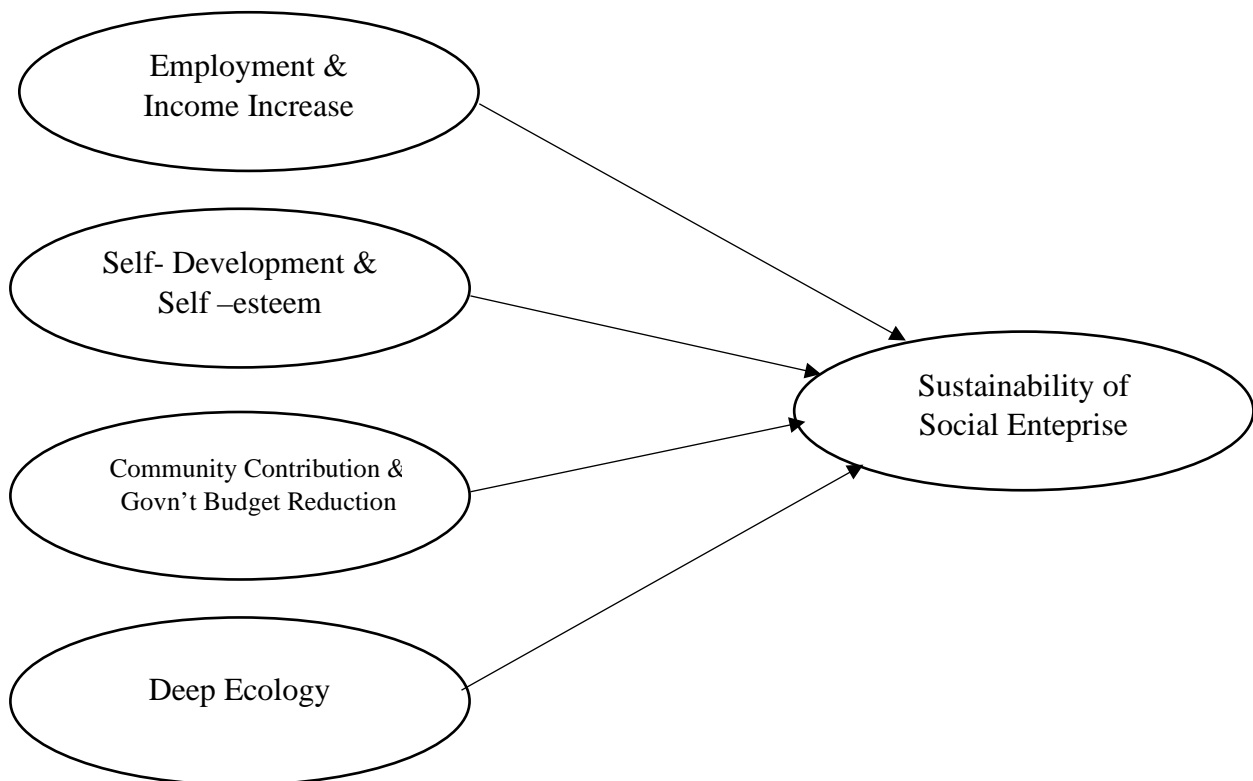 Employment &
Income Increase
Self- Development &
Self –esteem
Sustainability of
Social Enteprise
Community Contribution &
Govn’t Budget Reduction
Deep Ecology